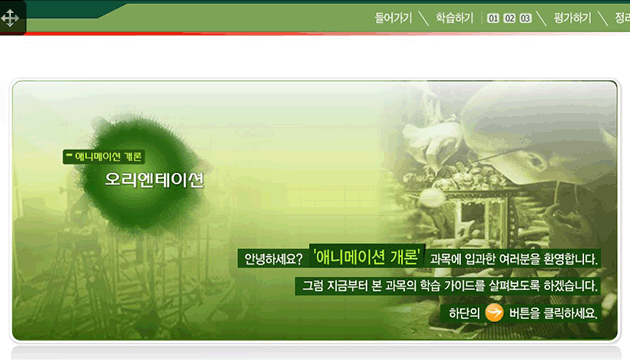 들어가기 학습하기 01 02 03 평가하기 정리
애니메이션 개론
오리엔테이션
안녕하세요? '애니메이션 개론' 과목에 입과한 여러분을 환영합니다.
그럼 지금부터 본 과목의 학습 가이드를 살펴보도록 하겠습니다.
하단의 버튼을 클릭하세요.